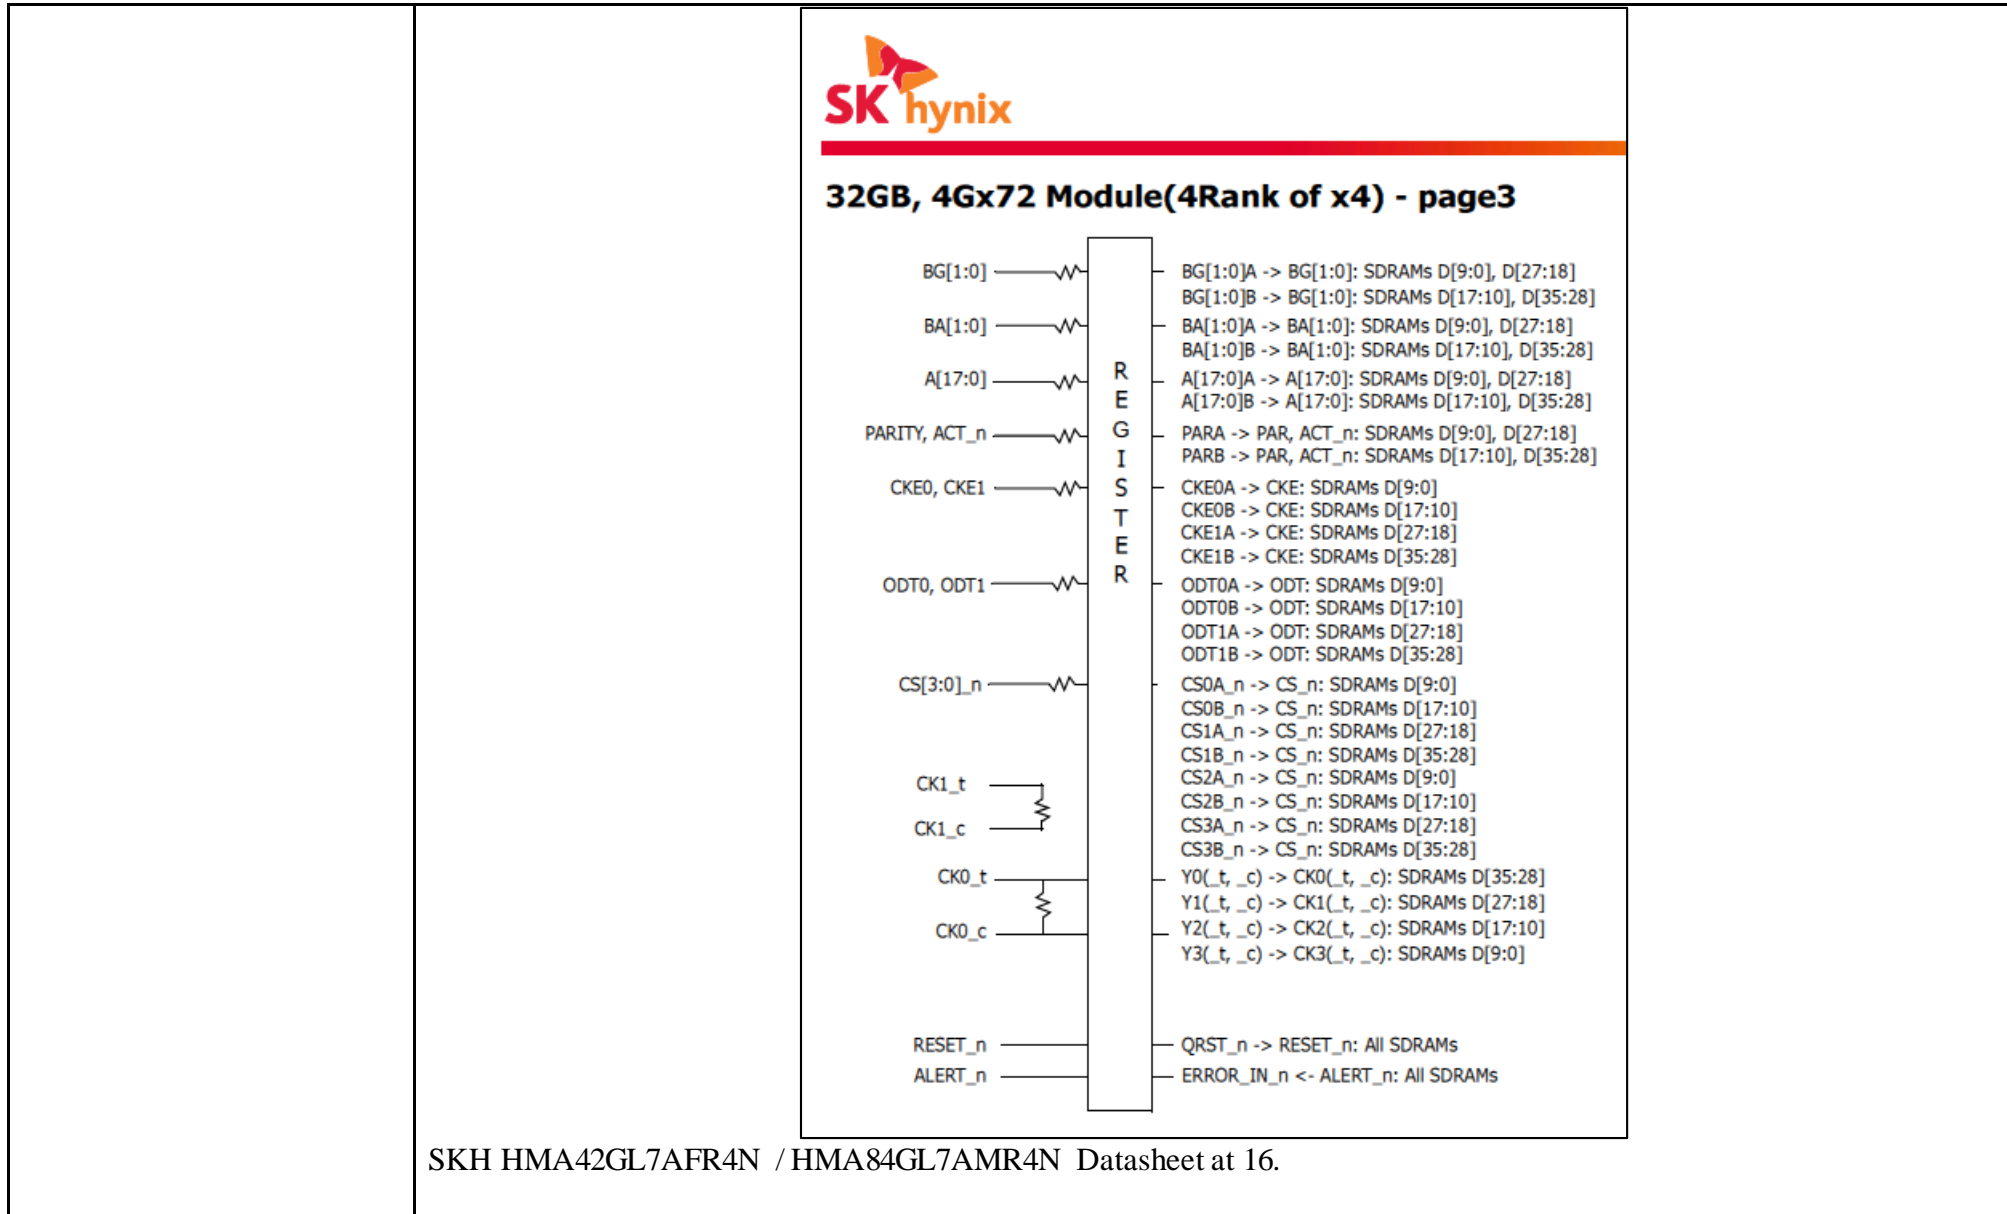 SK hynix
32GB, 4Gx72 Module(4Rank of x4) - page3
BG[1:0]
BG[1:0]A -> BG[1:0]: SDRAMs D[9:0], D[27:18]
BG[1:0]B -> BG[1:0]: SDRAMs D[17:10], D[35:28]
BA[1:0]
BA[1:0]A -> BA[1:0]: SDRAMs D[9:0], D[27:18]
BA[1:0]B -> BA[1:0]: SDRAMs D[17:10], D[35:28]
A[17:0]
A[17:0]A -> A[17:0]: SDRAMs D[9:0], D[27:18]
A[17:0]B -> A[17:0]: SDRAMs D[17:10], D[35:28]
REGISTER
PARITY, ACT_n
PARA -> PAR, ACT_n: SDRAMs D[9:0], D[27:18]
PARB -> PAR, ACT_n: SDRAMs D[17:10], D[35:28]
CKE0, CKE1
CKE0A -> CKE: SDRAMs D[9:0]
CKE0B -> CKE: SDRAMs D[17:10]
CKE1A -> CKE: SDRAMs D[27:18]
CKE1B -> CKE: SDRAMs D[35:28]
ODT0, ODT1
ODT0A -> ODT: SDRAMs D[9:0]
ODT0B -> ODT: SDRAMs D[17:10]
ODT1A -> ODT: SDRAMs D[27:18]
ODT1B -> ODT: SDRAMs D[35:28]
CS[3:0]_n
CS0A_n -> CS_n: SDRAMs D[9:0]
CS0B_n -> CS_n: SDRAMs D[17:10]
CS1A_n -> CS_n: SDRAMs D[27:18]
CS1B_n -> CS_n: SDRAMs D[35:28]
CS2A_n -> CS_n: SDRAMs D[9:0]
CS2B_n -> CS_n: SDRAMs D[17:10]
CS3A_n -> CS_n: SDRAMs D[27:18]
CS3B_n -> CS_n: SDRAMs D[35:28]
CK1_t
CK1_c
CK0_t
CK0_c
Y0(_t, _c) -> CK0(_t, _c): SDRAMs D[35:28]
Y1(_t, _c) -> CK1(_t, _c): SDRAMs D[27:18]
Y2(_t, _c) -> CK2(_t, _c): SDRAMs D[17:10]
Y3(_t, _c) -> CK3(_t, _c): SDRAMs D[9:0]
RESET_n
QRST_n -> RESET_n: All SDRAMs
ALERT_n
ERROR_IN_n <- ALERT_n: All SDRAMs
SKH HMA42GL7AFR4N / HMA84GL7AMR4N Datasheet at 16.